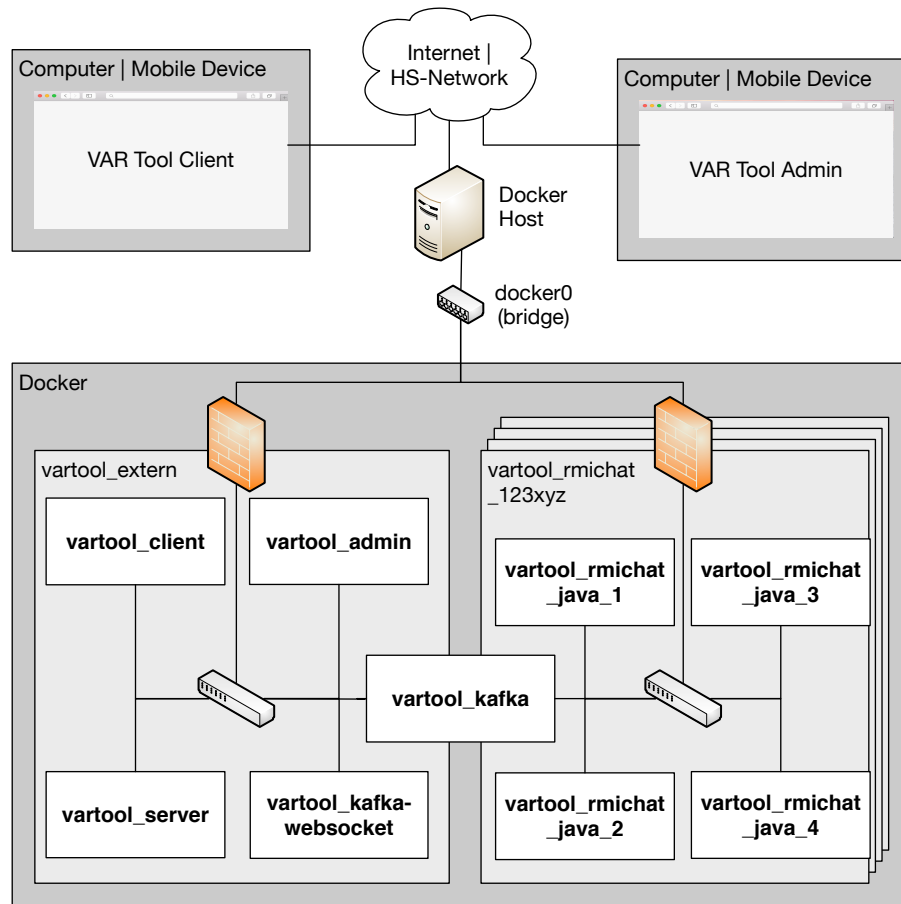 Internet |
HS-Network
Computer | Mobile Device
VAR Tool Client
Computer | Mobile Device
VAR Tool Admin
Docker
Host
docker0
(bridge)
Docker
vartool_extern
vartool_client
vartool_admin
vartool_server
vartool_kafka-
websocket
vartool_kafka
vartool_rmichat
_123xyz
vartool_rmichat
_java_1
vartool_rmichat
_java_3
vartool_rmichat
_java_2
vartool_rmichat
_java_4